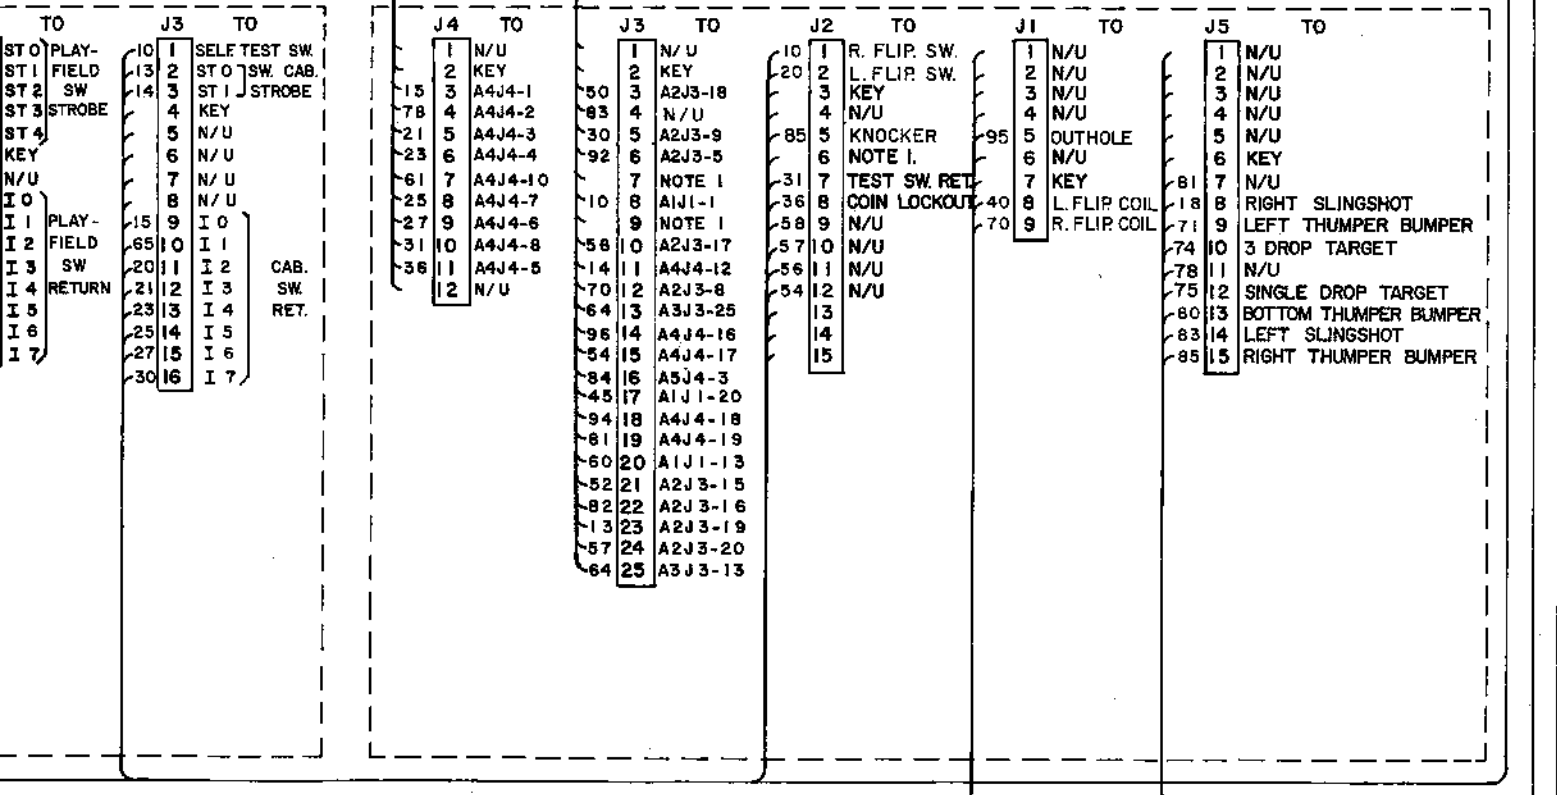 TO
ST 0 PLAY-
ST 1 FIELD
ST 2 SW
ST 3 STROBE
ST 4
KEY
N/U
I 0
I 1 PLAY-
I 2 FIELD
I 3 SW
I 4 RETURN
I 5
I 6
I 7
J3 TO
10 1 SELF TEST SW.
13 2 ST 0 SW. CAB.
14 3 ST 1 STROBE
4 KEY
5 N/U
6 N/U
7 N/U
8 N/U
15 9 I 0
65 10 I 1
20 11 I 2 CAB.
21 12 I 3 SW.
23 13 I 4 RET.
25 14 I 5
27 15 I 6
30 16 I 7
J4 TO
1 N/U
2 KEY
15 3 A4J4-1
78 4 A4J4-2
21 5 A4J4-3
23 6 A4J4-4
61 7 A4J4-10
25 8 A4J4-7
27 9 A4J4-6
31 10 A4J4-8
36 11 A4J4-5
12 N/U
J3 TO
1 N/U
2 KEY
50 3 A2J3-18
83 4 N/U
30 5 A2J3-9
92 6 A2J3-5
7 NOTE 1
10 8 A1J1-1
9 NOTE 1
58 10 A2J3-17
14 11 A4J4-12
70 12 A2J3-8
64 13 A3J3-25
96 14 A4J4-16
54 15 A4J4-17
84 16 A5J4-3
45 17 A1J1-20
94 18 A4J4-18
81 19 A4J4-19
60 20 A1J1-13
52 21 A2J3-15
82 22 A2J3-16
13 23 A2J3-19
57 24 A2J3-20
64 25 A3J3-13
J2 TO
10 1 R. FLIP. SW.
20 2 L. FLIP. SW.
3 KEY
4 N/U
85 5 KNOCKER
6 NOTE 1.
31 7 TEST SW. RET.
36 8 COIN LOCKOUT
58 9 N/U
57 10 N/U
56 11 N/U
54 12 N/U
13
14
15
J1 TO
1 N/U
2 N/U
3 N/U
4 N/U
95 5 OUTHOLE
6 N/U
7 KEY
40 8 L. FLIP. COIL
70 9 R. FLIP. COIL
J5 TO
1 N/U
2 N/U
3 N/U
4 N/U
5 N/U
6 KEY
81 7 N/U
18 8 RIGHT SLINGSHOT
71 9 LEFT THUMPER BUMPER
74 10 3 DROP TARGET
78 11 N/U
75 12 SINGLE DROP TARGET
80 13 BOTTOM THUMPER BUMPER
83 14 LEFT SLINGSHOT
85 15 RIGHT THUMPER BUMPER